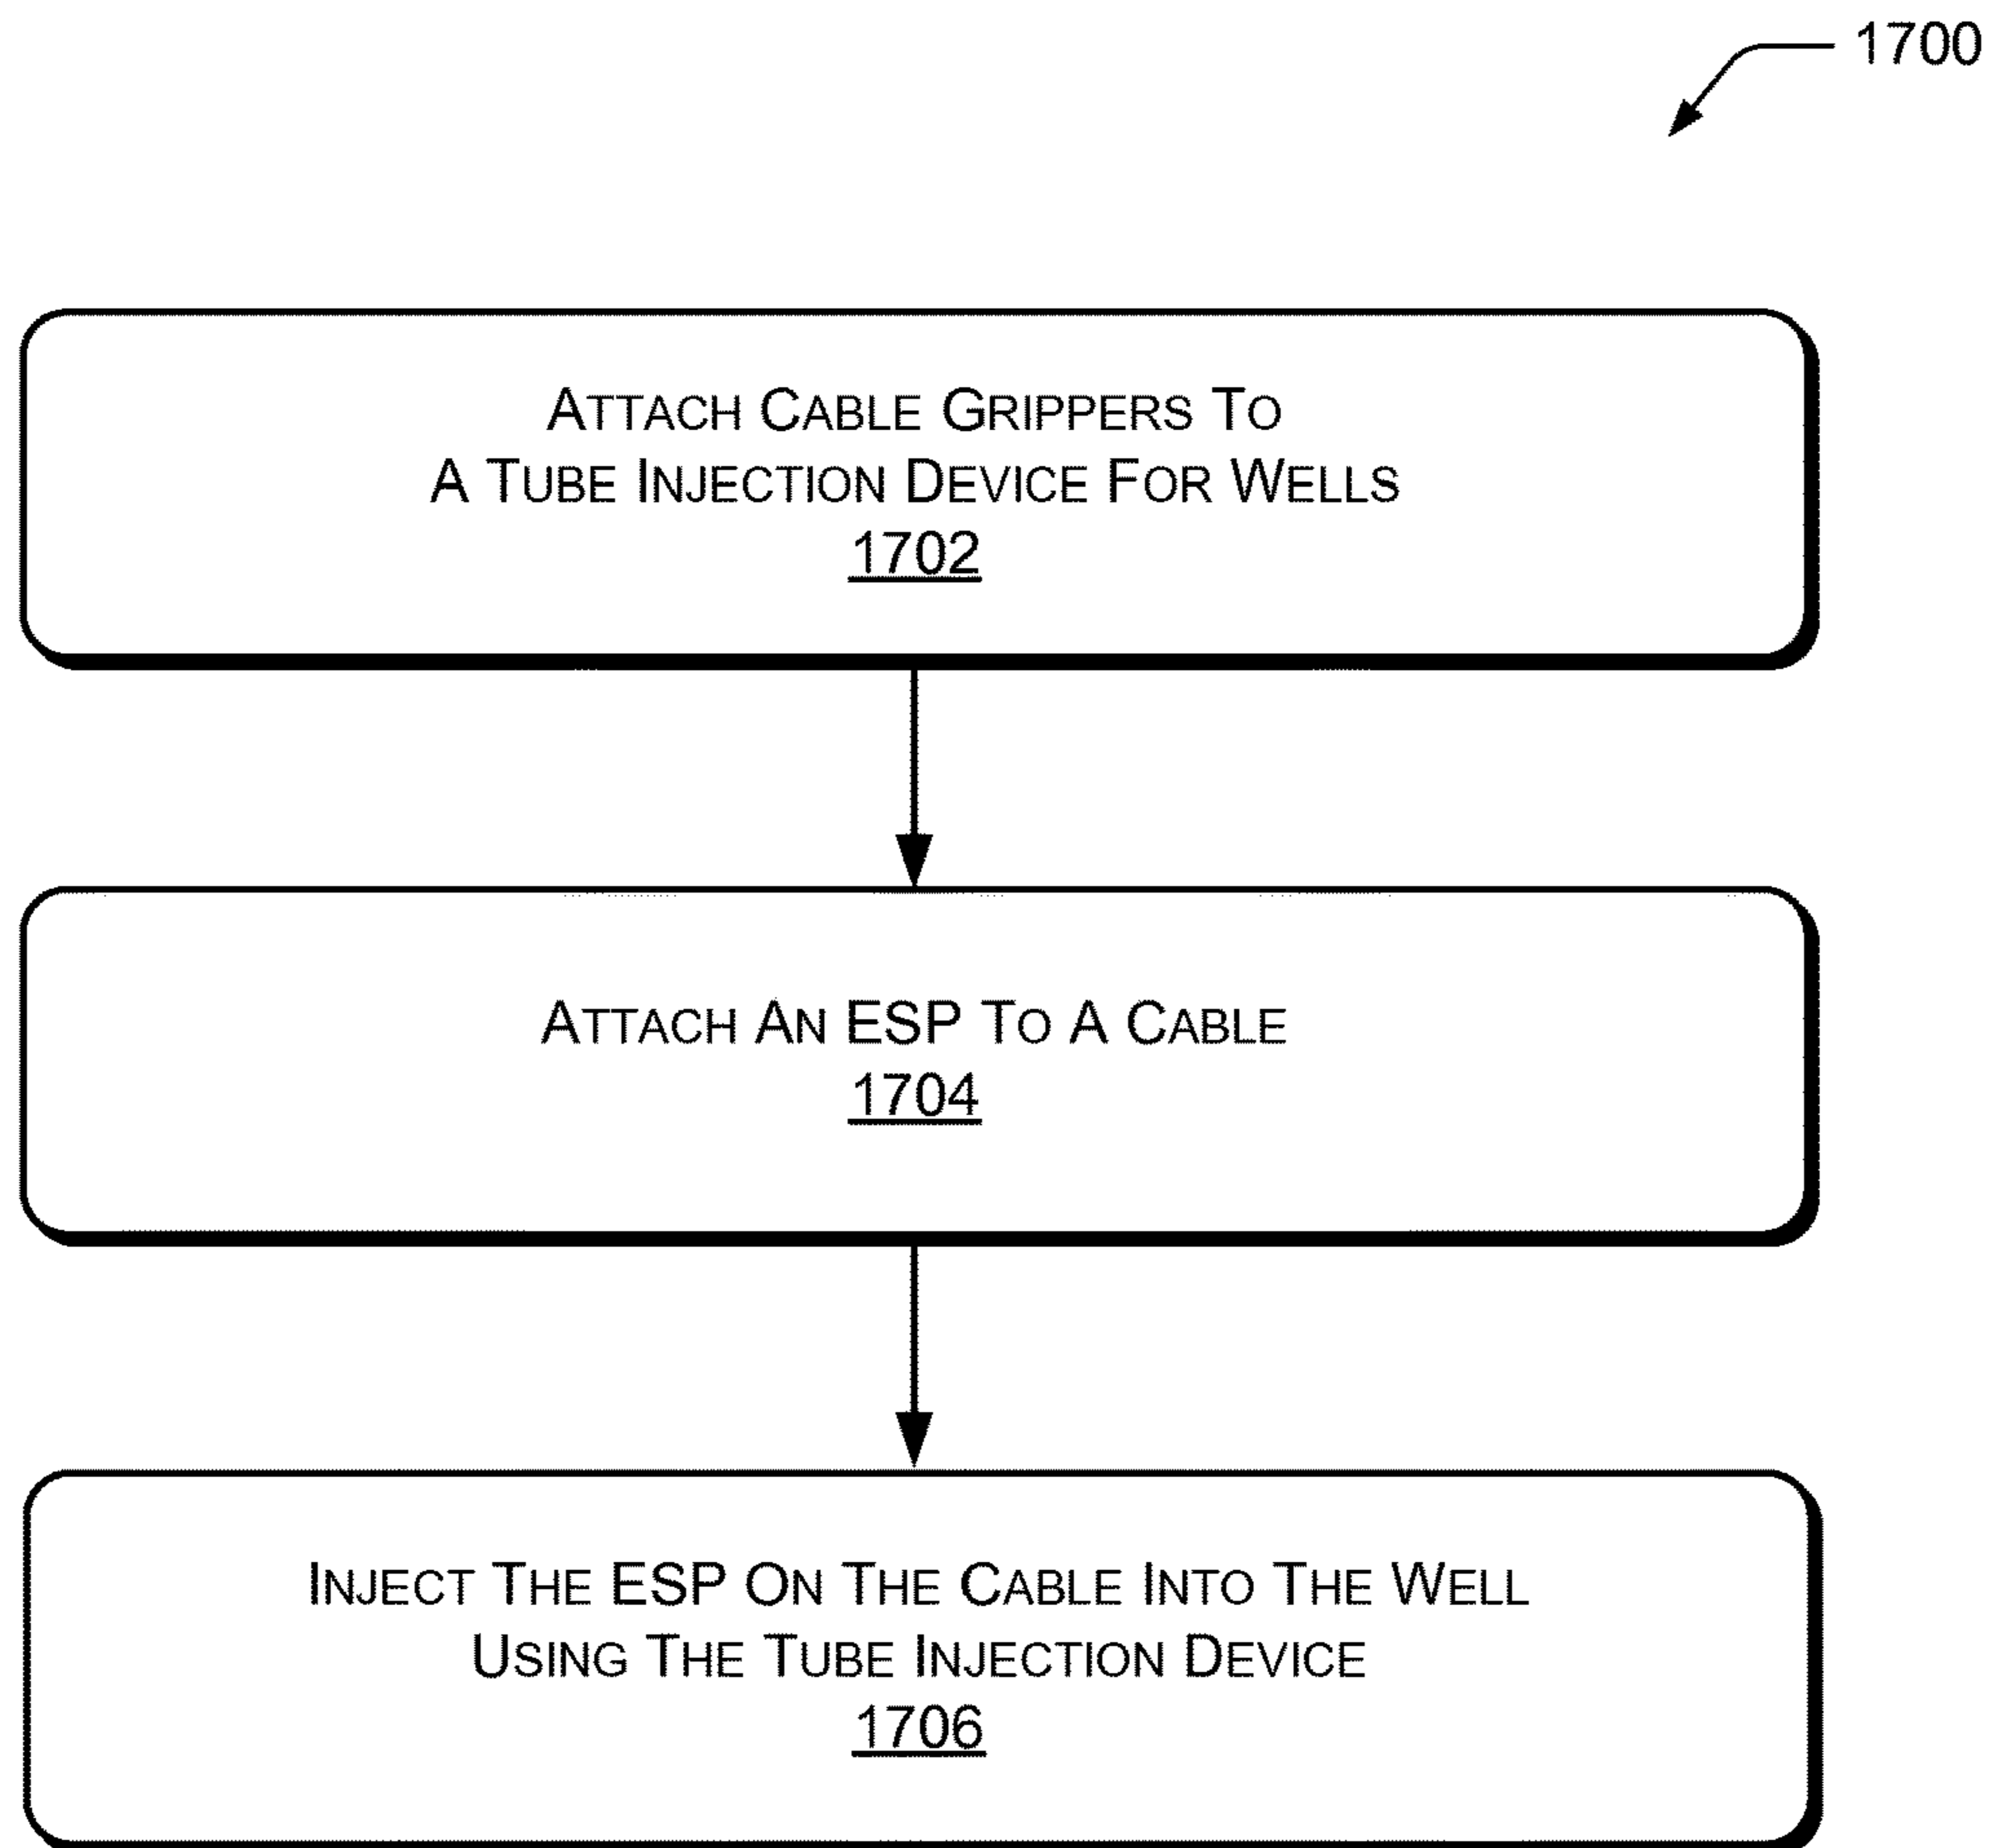 1700
ATTACH CABLE GRIPPERS TO
A TUBE INJECTION DEVICE FOR WELLS
1702
ATTACH AN ESP TO A CABLE
1704
INJECT THE ESP ON THE CABLE INTO THE WELL
USING THE TUBE INJECTION DEVICE
1706